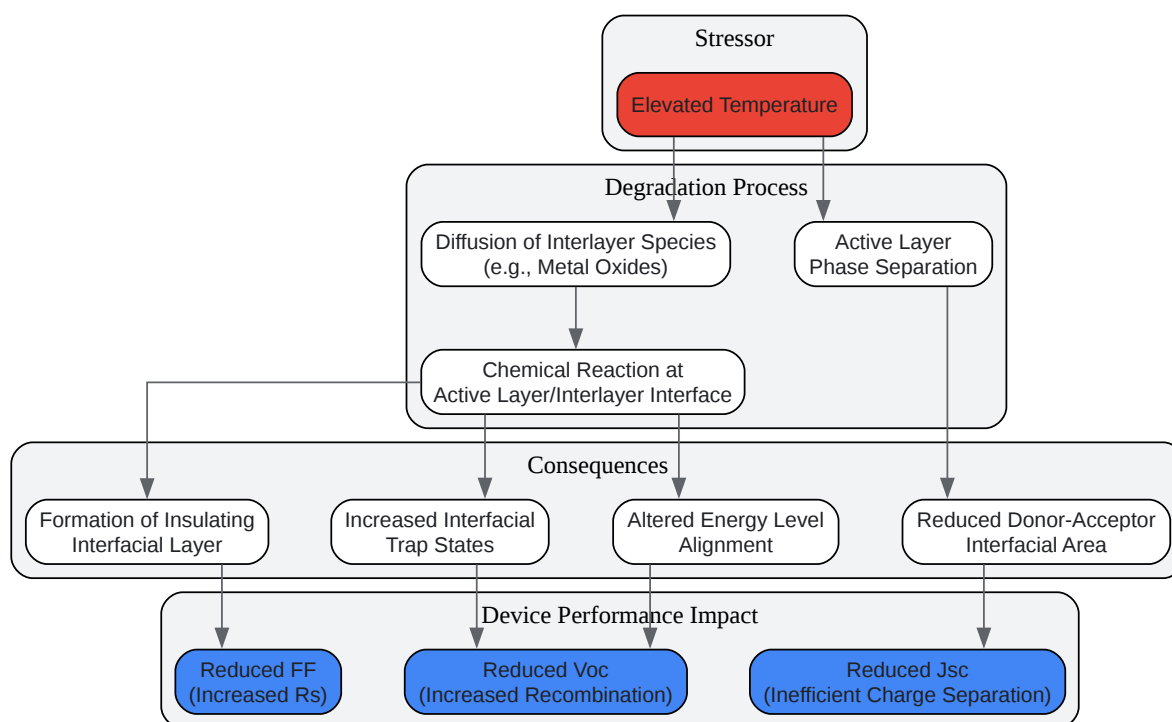 Stressor
Elevated Temperature
Degradation Process
Diffusion of Interlayer Species
(e.g., Metal Oxides)
Active Layer
Phase Separation
Chemical Reaction at
Active Layer/Interlayer Interface
Consequences
Formation of Insulating
Interfacial Layer
Increased Interfacial
Trap States
Altered Energy Level
Alignment
Reduced Donor-Acceptor
Interfacial Area
Device Performance Impact
Reduced FF
(Increased Rs)
Reduced Voc
(Increased Recombination)
Reduced Jsc
(Inefficient Charge Separation)